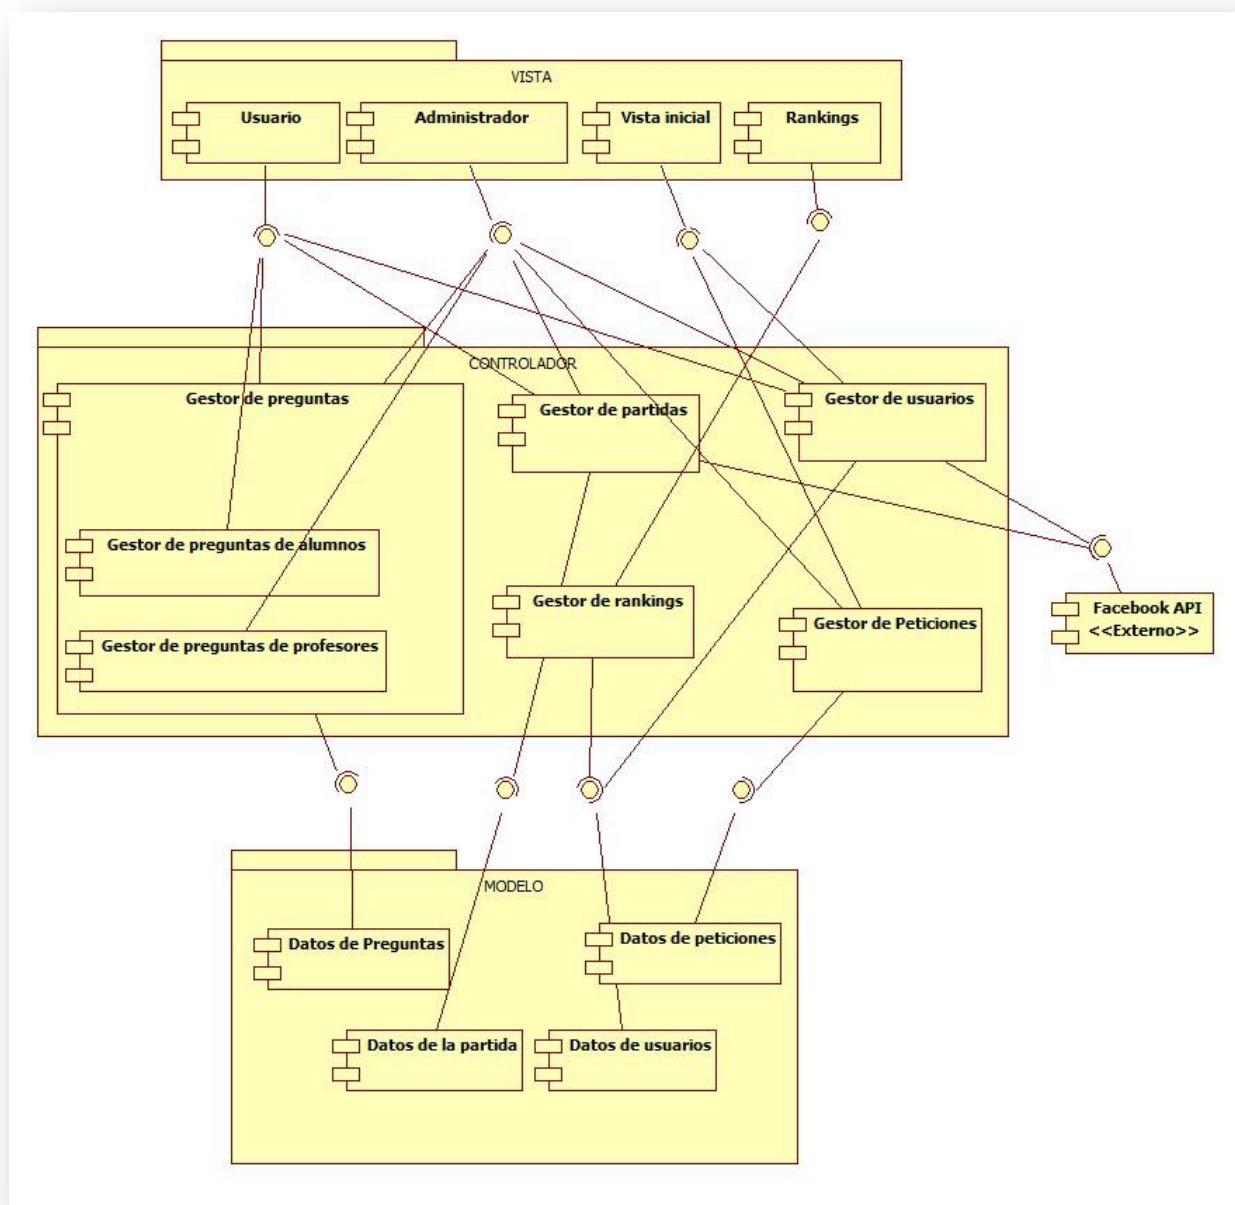 VISTA
Usuario
Administrador
Vista inicial
Rankings
CONTROLADOR
Gestor de preguntas
Gestor de partidas
Gestor de usuarios
Gestor de preguntas de alumnos
Gestor de rankings
Gestor de Peticiones
Facebook API
<<Externo>>
Gestor de preguntas de profesores
MODELO
Datos de Preguntas
Datos de peticiones
Datos de la partida
Datos de usuarios